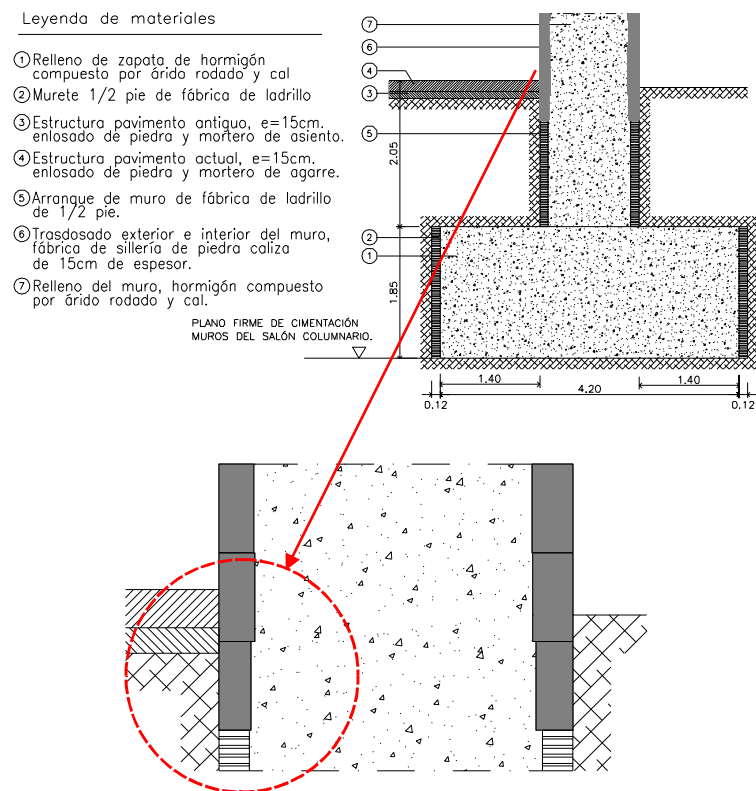 Leyenda de materiales
1 Relleno de zapata de hormigón
compuesto por árido rodado y cal
2 Murete 1/2 pie de fábrica de ladrillo
3 Estructura pavimento antiguo, e=15cm.
enlosado de piedra y mortero de asiento.
4 Estructura pavimento actual, e=15cm.
enlosado de piedra y mortero de agarre.
5 Arranque de muro de fábrica de ladrillo
de 1/2 pie.
6 Trasdosado exterior e interior del muro,
fábrica de sillería de piedra caliza
de 15cm de espesor.
7 Relleno del muro, hormigón compuesto
por árido rodado y cal.
PLANO FIRME DE CIMENTACIÓN
MUROS DEL SALÓN COLUMNARIO.
7
6
4
3
5
2.05
2
1
1.85
1.40
1.40
4.20
0.12
0.12